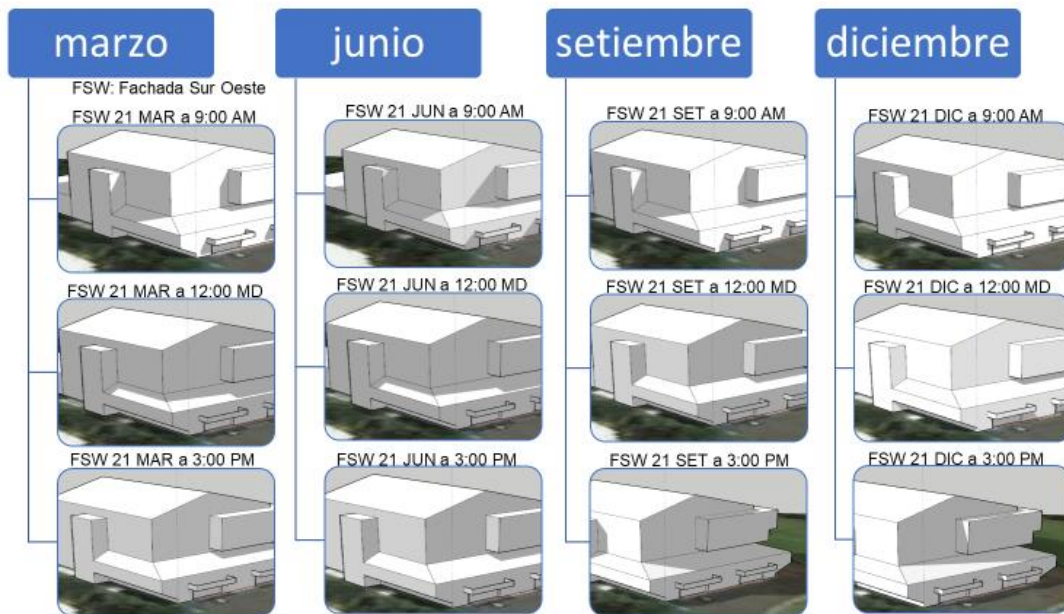 marzo
junio
setiembre
diciembre
FSW: Fachada Sur Oeste
FSW 21 MAR a 9:00 AM
FSW 21 JUN a 9:00 AM
FSW 21 SET a 9:00 AM
FSW 21 DIC a 9:00 AM
FSW 21 MAR a 12:00 MD
FSW 21 JUN a 12:00 MD
FSW 21 SET a 12:00 MD
FSW 21 DIC a 12:00 MD
FSW 21 MAR a 3:00 PM
FSW 21 JUN a 3:00 PM
FSW 21 SET a 3:00 PM
FSW 21 DIC a 3:00 PM